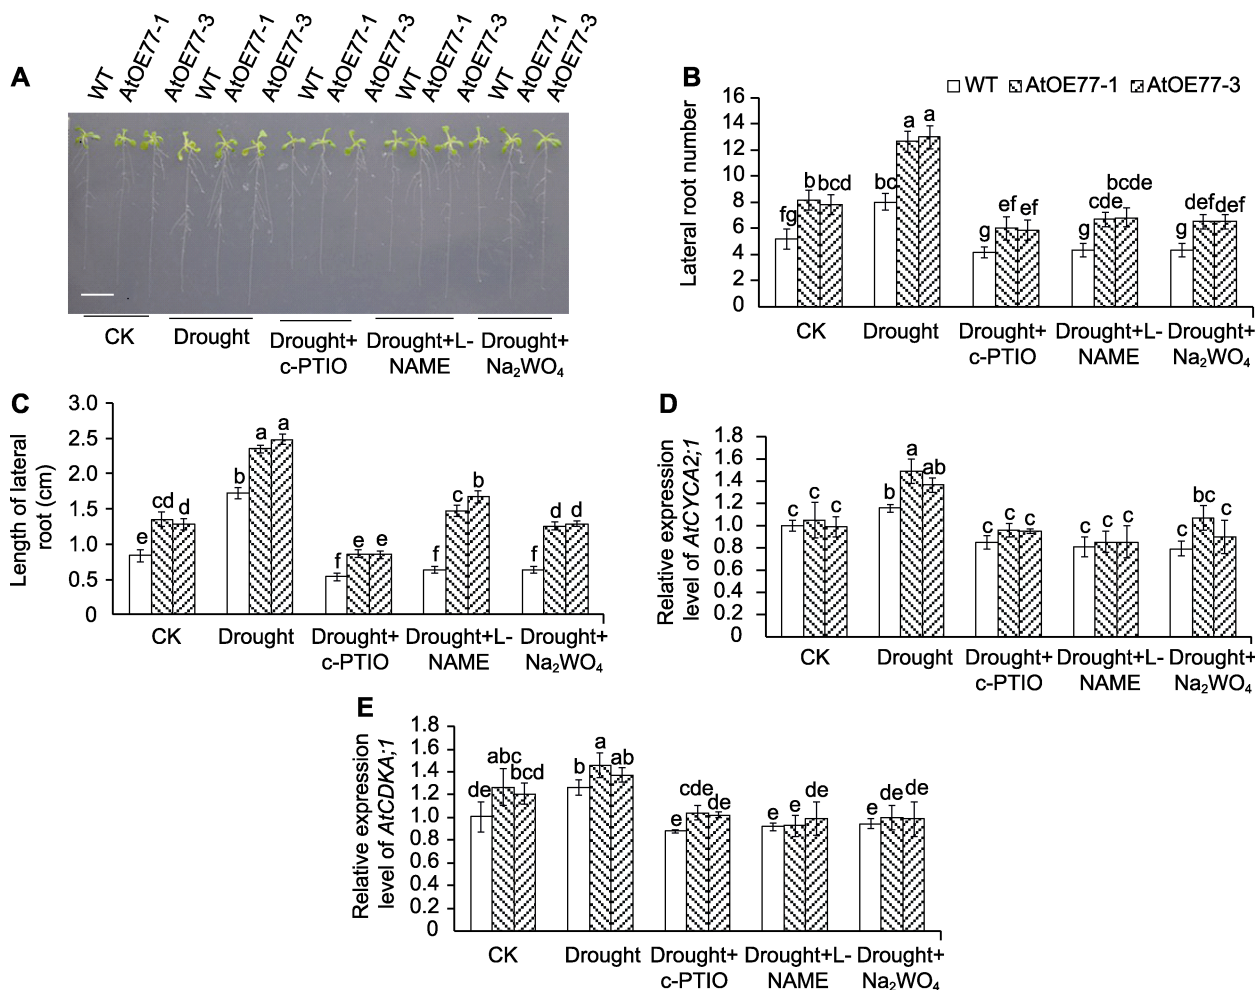 A
WT AtOE77-1 AtOE77-3 WT AtOE77-1 AtOE77-3 WT AtOE77-1 AtOE77-3 WT AtOE77-1 AtOE77-3 WT AtOE77-1 AtOE77-3
CK Drought Drought+ Drought+L- Drought+
c-PTIO NAME Na₂WO₄
B
WT AtOE77-1 AtOE77-3
Lateral root number
16
14
12
10
8
6
4
2
0
fg b bcd bc a a g ef ef g cde bcde g def def
CK Drought Drought+ Drought+L- Drought+
c-PTIO NAME Na₂WO₄
C
Length of lateral
root (cm)
3.0
2.5
2.0
1.5
1.0
0.5
0
e cd d b a a f e e f c b f d d
CK Drought Drought+ Drought+L- Drought+
c-PTIO NAME Na₂WO₄
D
Relative expression
level of AtCYCA2;1
1.8
1.6
1.4
1.2
1.0
0.8
0.6
0.4
0.2
0
c c c b a ab c c c c c c c bc c
CK Drought Drought+ Drought+L- Drought+
c-PTIO NAME Na₂WO₄
E
Relative expression
level of AtCDKA;1
1.8
1.6
1.4
1.2
1.0
0.8
0.6
0.4
0.2
0
de abc bcd b a ab e cde de e e de e de de
CK Drought Drought+ Drought+L- Drought+
c-PTIO NAME Na₂WO₄